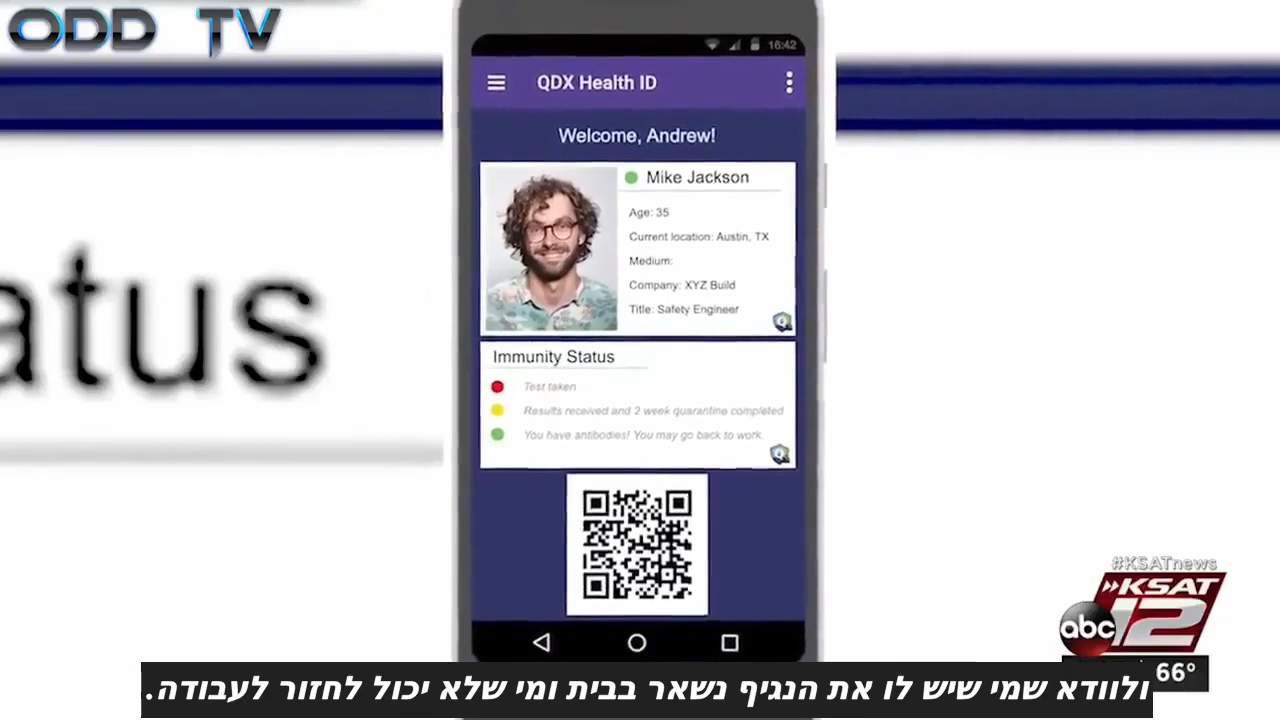 ODD TV
16:42
QDX Health ID
Welcome, Andrew!
Mike Jackson
Age: 35
Current location: Austin, TX
Medium:
Company: XYZ Build
Title: Safety Engineer
atus
Immunity Status
Test taken
Results received and 2 week quarantine completed
You have antibodies! You may go back to work.
#KSATnews
KSAT
abc 12
66°
ולוודא שמי שיש לו את הנגיף נשאר בבית ומי שלא יכול לחזור לעבודה.